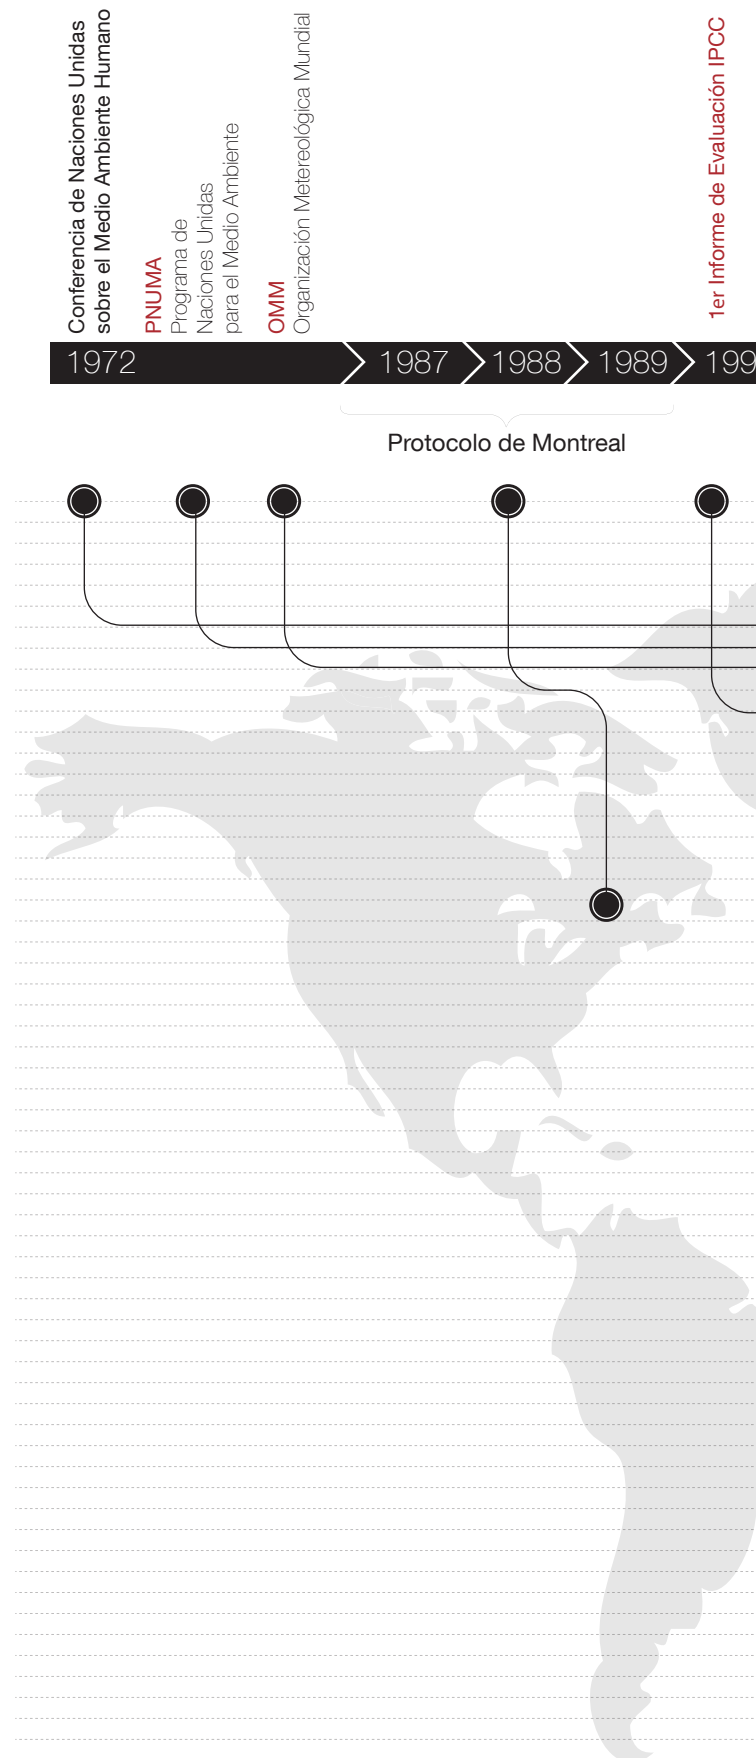 Conferencia de Naciones Unidas
sobre el Medio Ambiente Humano
PNUMA
Programa de
Naciones Unidas
para el Medio Ambiente
OMM
Organización Metereológica Mundial
1er Informe de Evaluación IPCC
1972
1987
1988
1989
199
Protocolo de Montreal